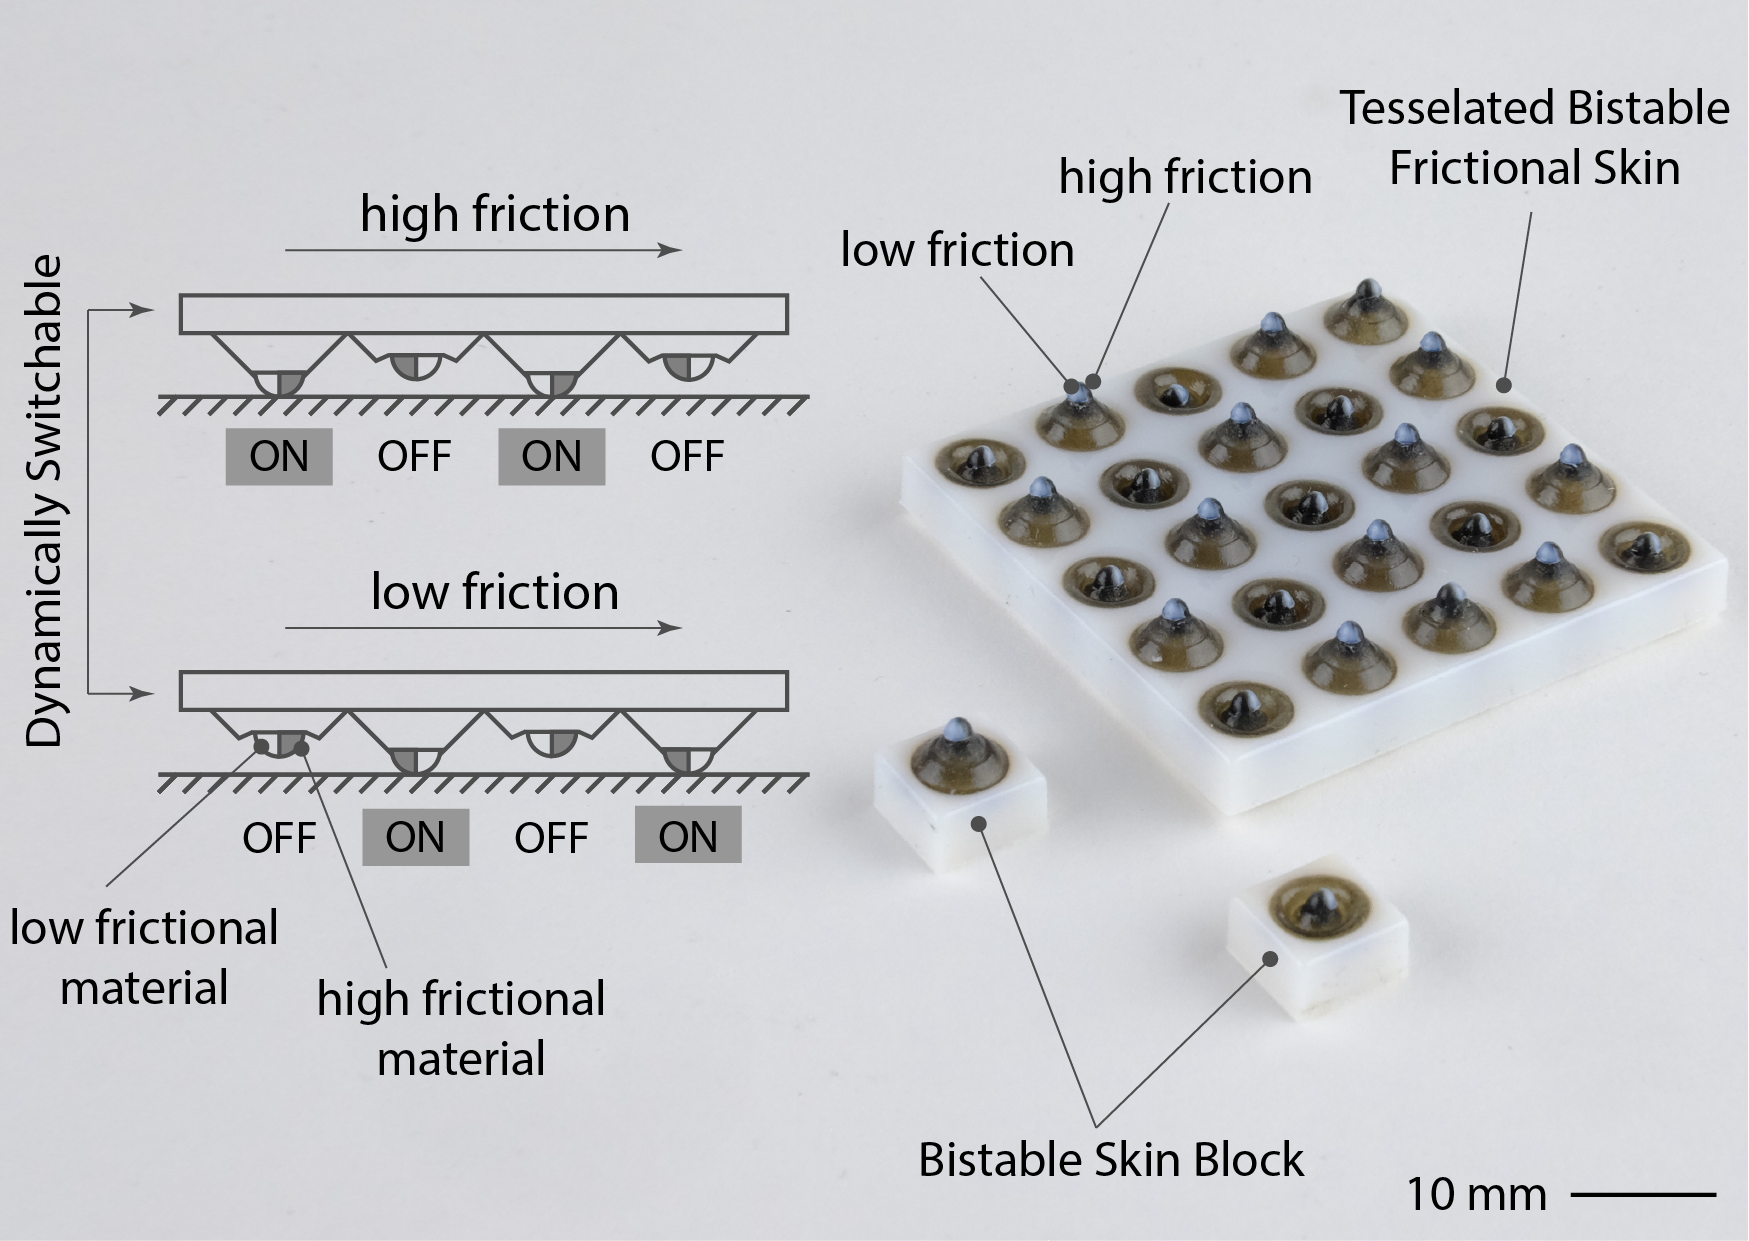 Dynamically Switchable
high friction
ON OFF ON OFF
low friction
OFF ON OFF ON
low frictional
material
high frictional
material
Tesselated Bistable
Frictional Skin
high friction
low friction
Bistable Skin Block
10 mm